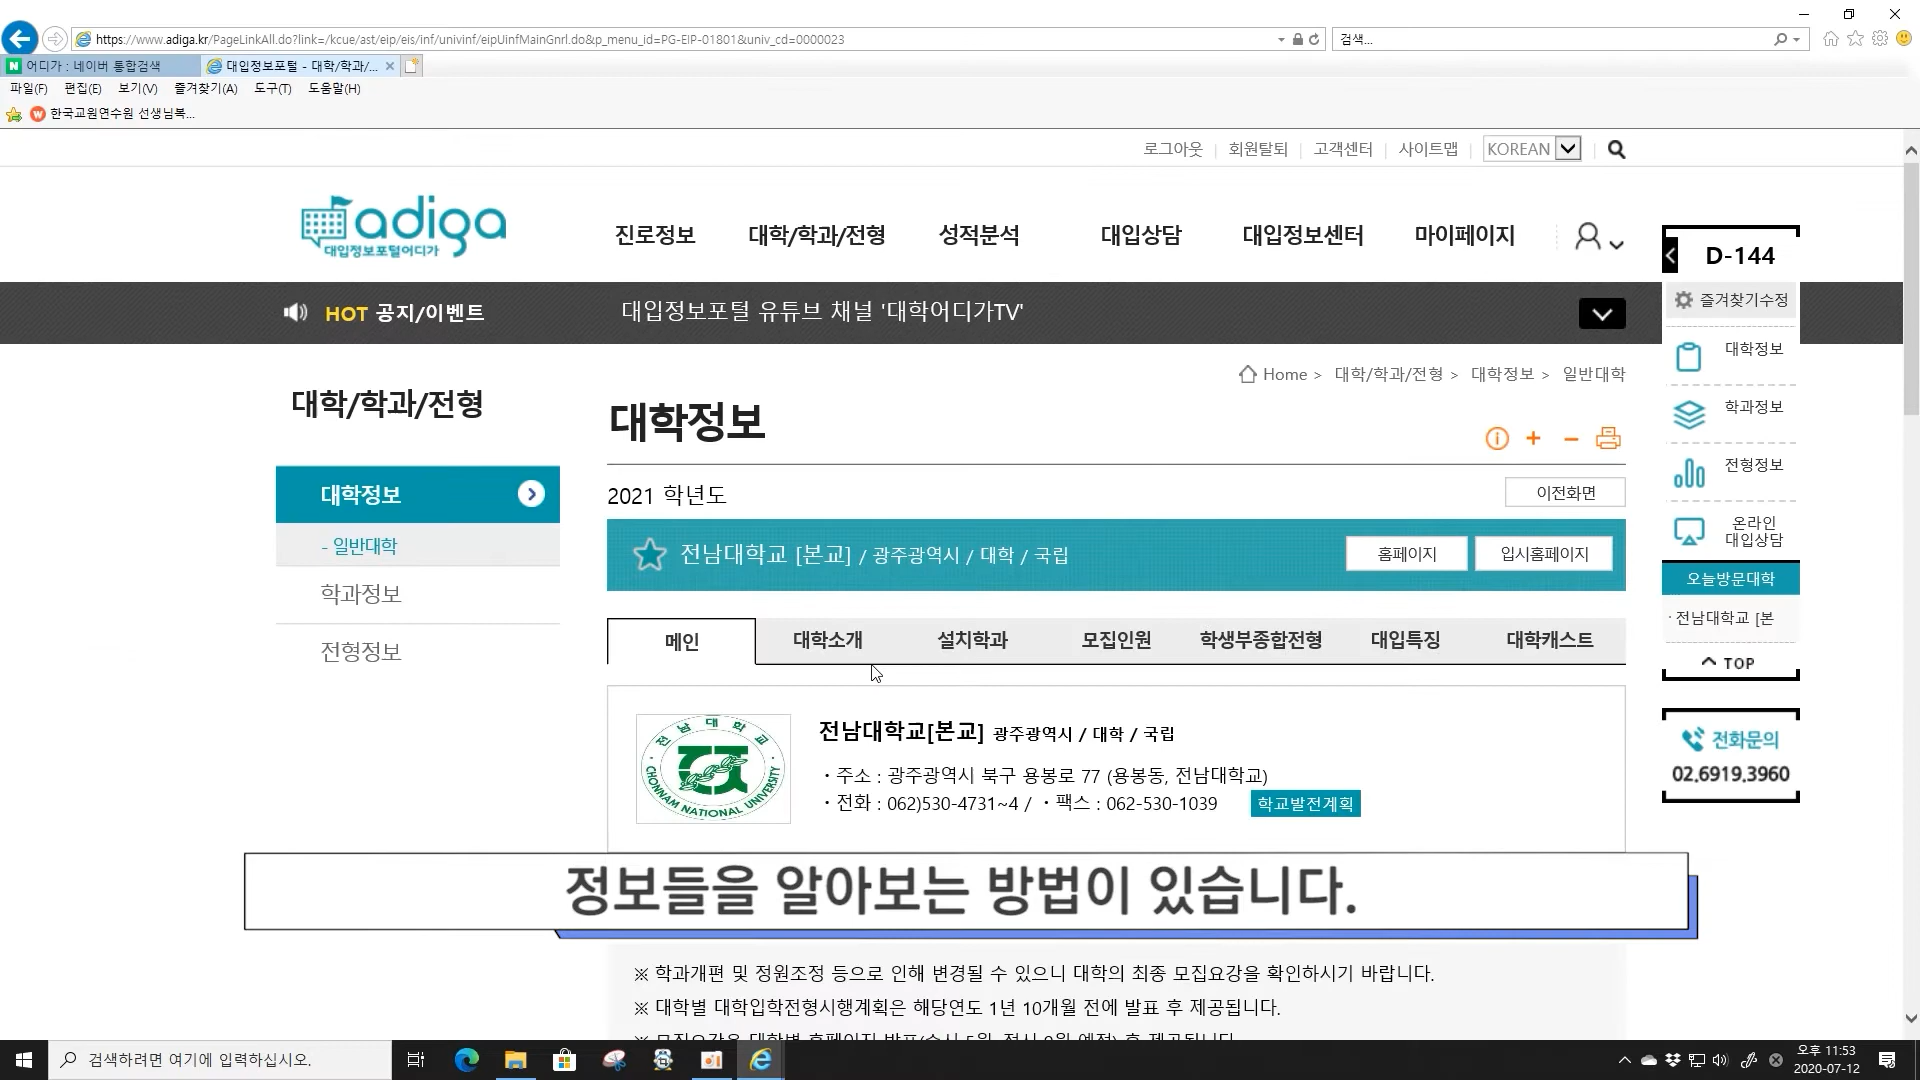 https://www.adiga.kr/PageLinkAll.do?link=/kcue/ast/eip/eis/inf/univinf/eipUinfMainGnrl.do&p_menu_id=PG-EIP-01801&univ_cd=0000023
검색...
어디가 : 네이버 통합검색
대입정보포털 - 대학/학과/...
파일(F) 편집(E) 보기(V) 즐겨찾기(A) 도구(T) 도움말(H)
한국교원연수원 선생님복...
로그아웃 회원탈퇴 고객센터 사이트맵 KOREAN
adiga
대입정보포털어디가
진로정보 대학/학과/전형 성적분석 대입상담 대입정보센터 마이페이지
D-144
즐겨찾기수정
HOT 공지/이벤트
대입정보포털 유튜브 채널 '대학어디가TV'
대학정보
학과정보
전형정보
온라인
대입상담
오늘방문대학
· 전남대학교 [본
TOP
전화문의
02.6919.3960
Home > 대학/학과/전형 > 대학정보 > 일반대학
대학/학과/전형
대학정보
- 일반대학
학과정보
전형정보
대학정보
2021 학년도
이전화면
전남대학교 [본교] / 광주광역시 / 대학 / 국립
홈페이지
입시홈페이지
메인 대학소개 설치학과 모집인원 학생부종합전형 대입특징 대학캐스트
전남대학교
CHONNAM NATIONAL UNIVERSITY
전남대학교[본교] 광주광역시 / 대학 / 국립
· 주소 : 광주광역시 북구 용봉로 77 (용봉동, 전남대학교)
· 전화 : 062)530-4731~4 / · 팩스 : 062-530-1039
학교발전계획
정보들을 알아보는 방법이 있습니다.
※ 학과개편 및 정원조정 등으로 인해 변경될 수 있으니 대학의 최종 모집요강을 확인하시기 바랍니다.
※ 대학별 대학입학전형시행계획은 해당연도 1년 10개월 전에 발표 후 제공됩니다.
검색하려면 여기에 입력하십시오.
오후 11:53
2020-07-12